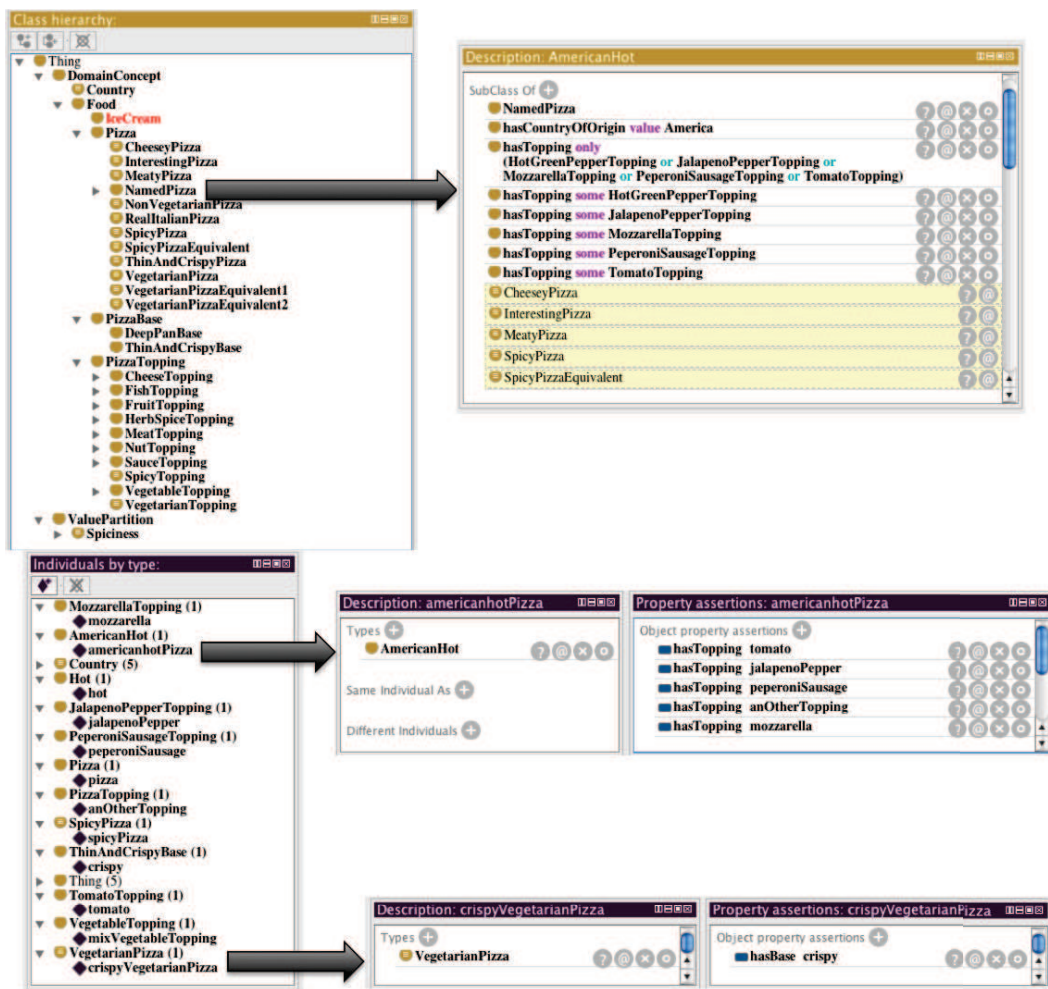 Class hierarchy:
Thing
DomainConcept
Country
Food
IceCream
Pizza
CheeseyPizza
InterestingPizza
MeatyPizza
NamedPizza
NonVegetarianPizza
RealItalianPizza
SpicyPizza
SpicyPizzaEquivalent
ThinAndCrispyPizza
VegetarianPizza
VegetarianPizzaEquivalent1
VegetarianPizzaEquivalent2
PizzaBase
DeepPanBase
ThinAndCrispyBase
PizzaTopping
CheeseTopping
FishTopping
FruitTopping
HerbSpiceTopping
MeatTopping
NutTopping
SauceTopping
SpicyTopping
VegetableTopping
VegetarianTopping
ValuePartition
Spiciness
Description: AmericanHot
SubClass Of
NamedPizza
hasCountryOfOrigin value America
hasTopping only
(HotGreenPepperTopping or JalapenoPepperTopping or
MozzarellaTopping or PeperoniSausageTopping or TomatoTopping)
hasTopping some HotGreenPepperTopping
hasTopping some JalapenoPepperTopping
hasTopping some MozzarellaTopping
hasTopping some PeperoniSausageTopping
hasTopping some TomatoTopping
CheeseyPizza
InterestingPizza
MeatyPizza
SpicyPizza
SpicyPizzaEquivalent
Individuals by type:
MozzarellaTopping (1)
mozzarella
AmericanHot (1)
americanhotPizza
Country (5)
Hot (1)
hot
JalapenoPepperTopping (1)
jalapenoPepper
PeperoniSausageTopping (1)
peperoniSausage
Pizza (1)
pizza
PizzaTopping (1)
anOtherTopping
SpicyPizza (1)
spicyPizza
ThinAndCrispyBase (1)
crispy
Thing (5)
TomatoTopping (1)
tomato
VegetableTopping (1)
mixVegetableTopping
VegetarianPizza (1)
crispyVegetarianPizza
Description: americanhotPizza
Types
AmericanHot
Same Individual As
Different Individuals
Property assertions: americanhotPizza
Object property assertions
hasTopping tomato
hasTopping jalapenoPepper
hasTopping peperoniSausage
hasTopping anOtherTopping
hasTopping mozzarella
Description: crispyVegetarianPizza
Types
VegetarianPizza
Property assertions: crispyVegetarianPizza
Object property assertions
hasBase crispy